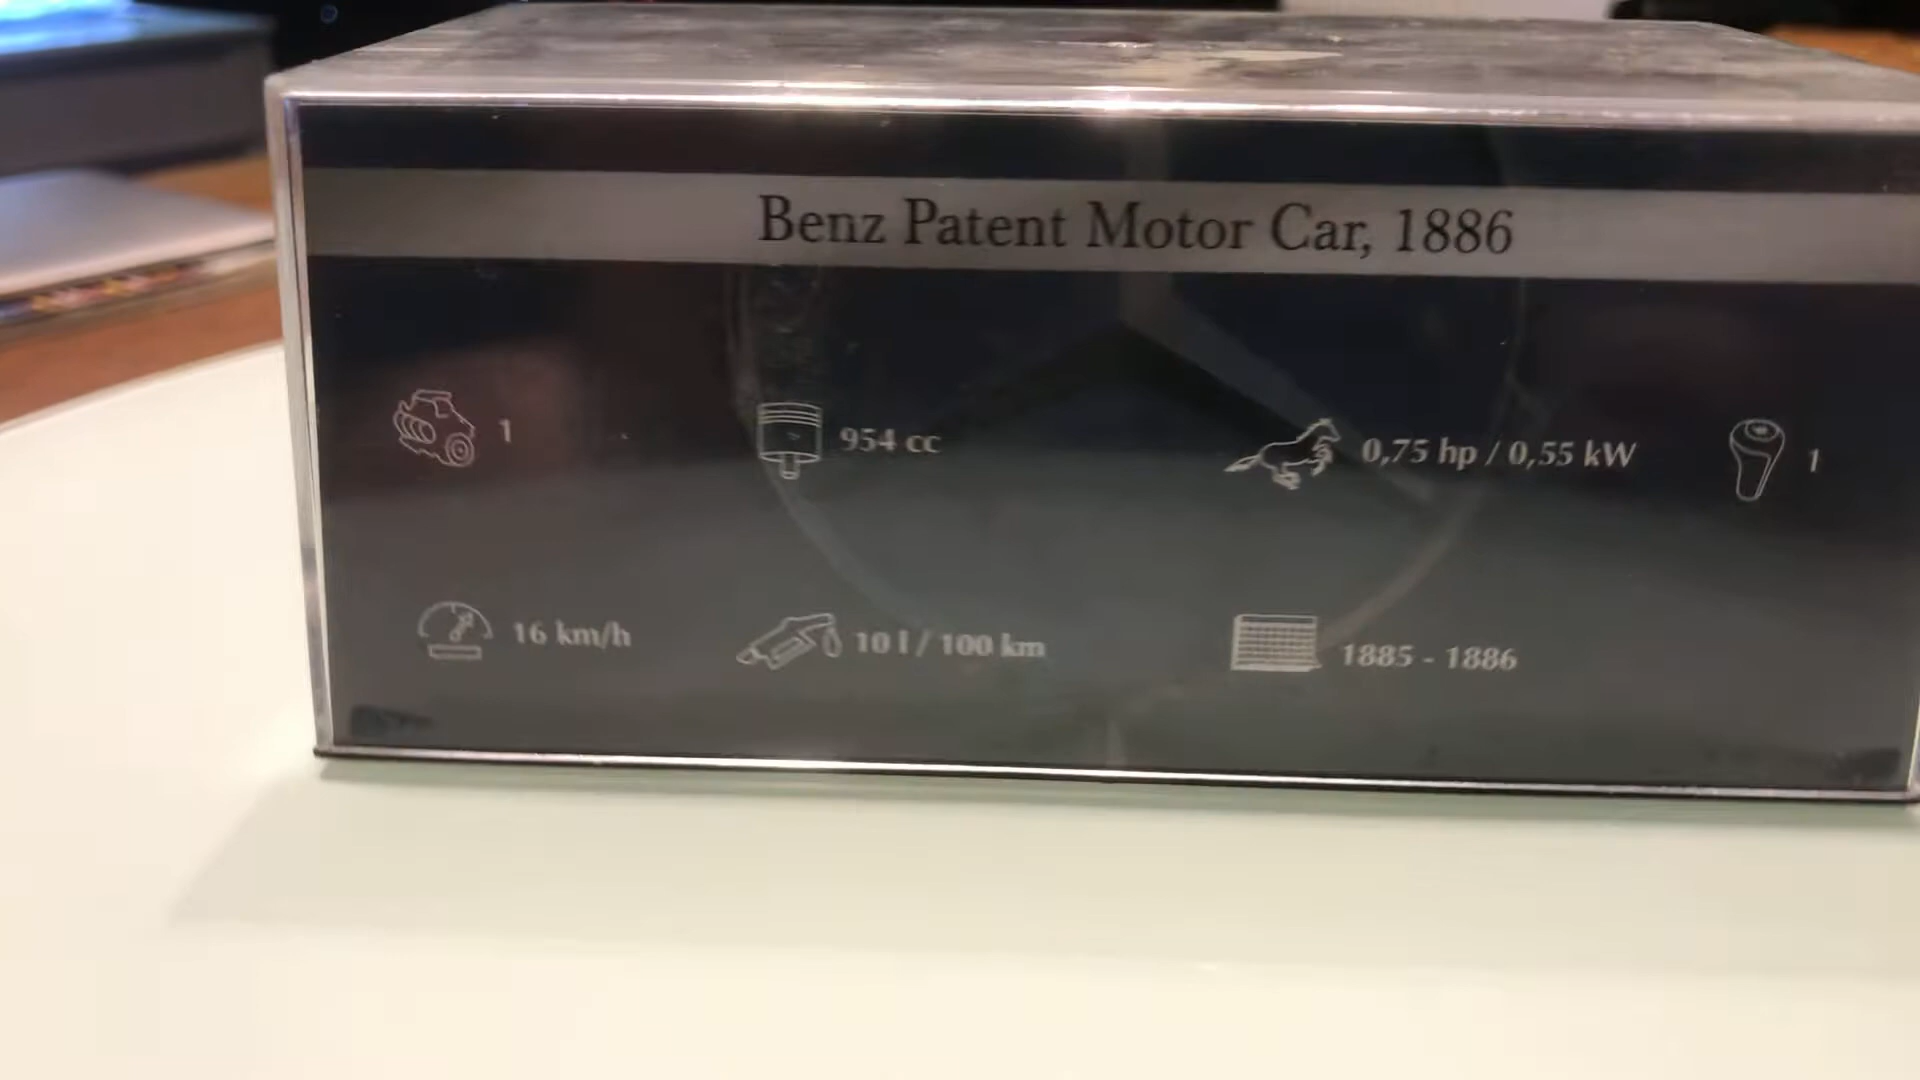 Benz Patent Motor Car, 1886
1
954 cc
0,75 hp / 0,55 kW
1
16 km/h
10 l / 100 km
1885 - 1886